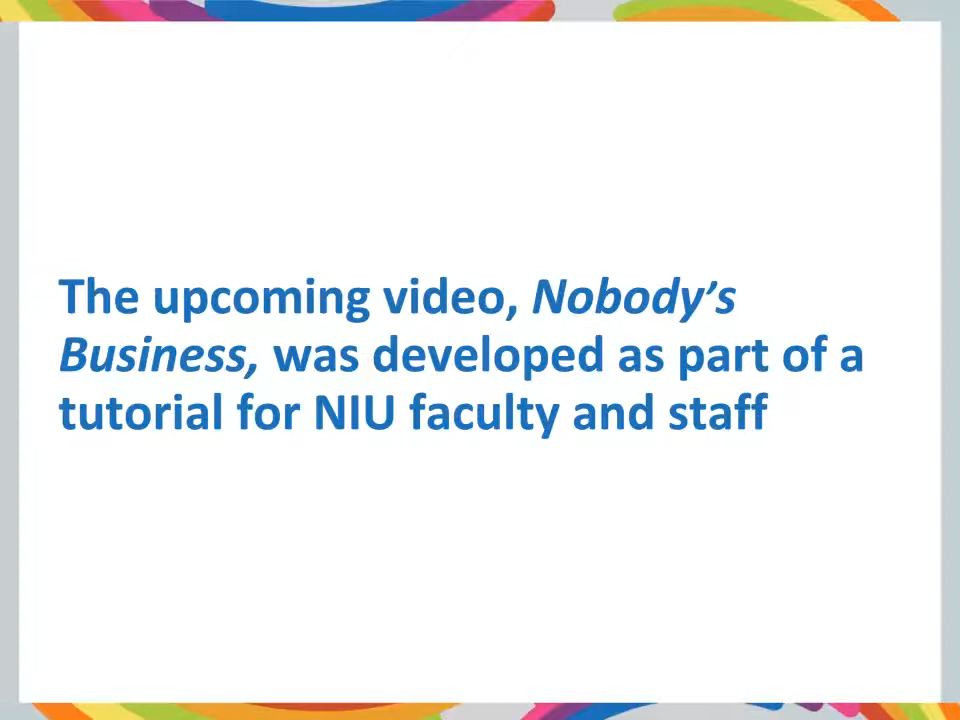 The upcoming video, Nobody’s
Business, was developed as part of a
tutorial for NIU faculty and staff